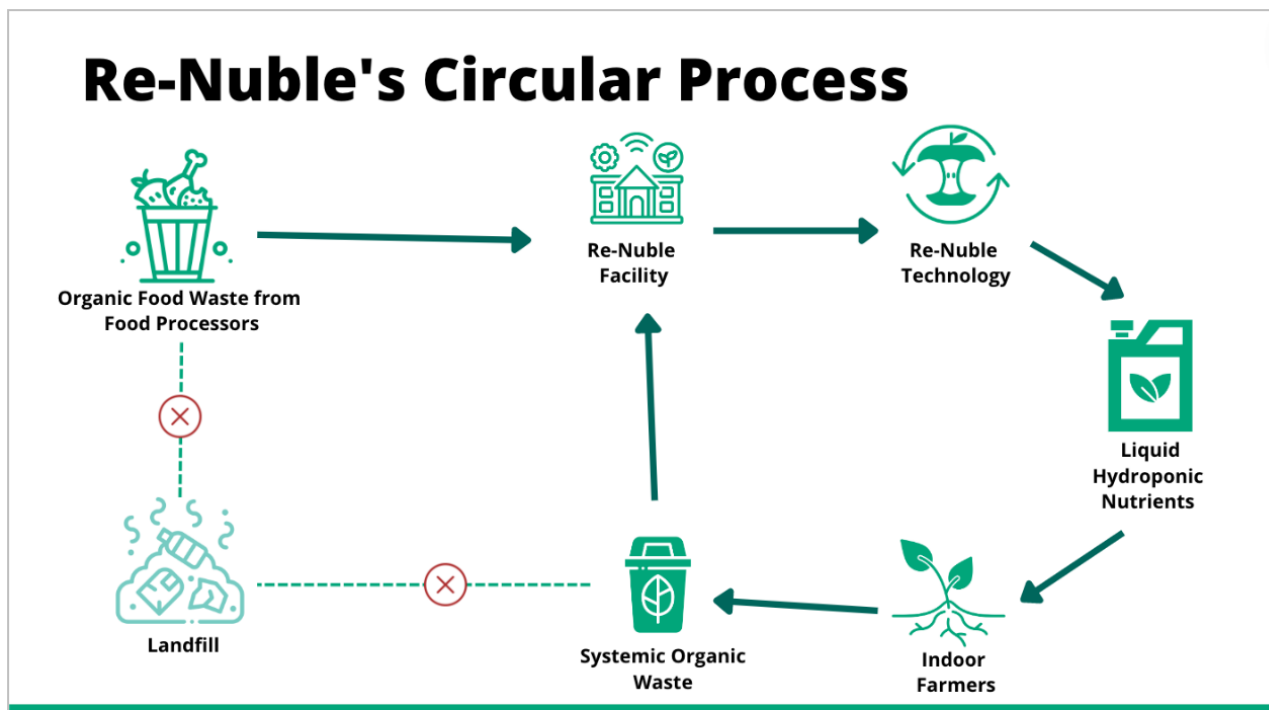 Re-Nuble's Circular Process
Organic Food Waste from
Food Processors
Re-Nuble
Facility
Re-Nuble
Technology
Liquid
Hydroponic
Nutrients
Indoor
Farmers
Systemic Organic
Waste
Landfill